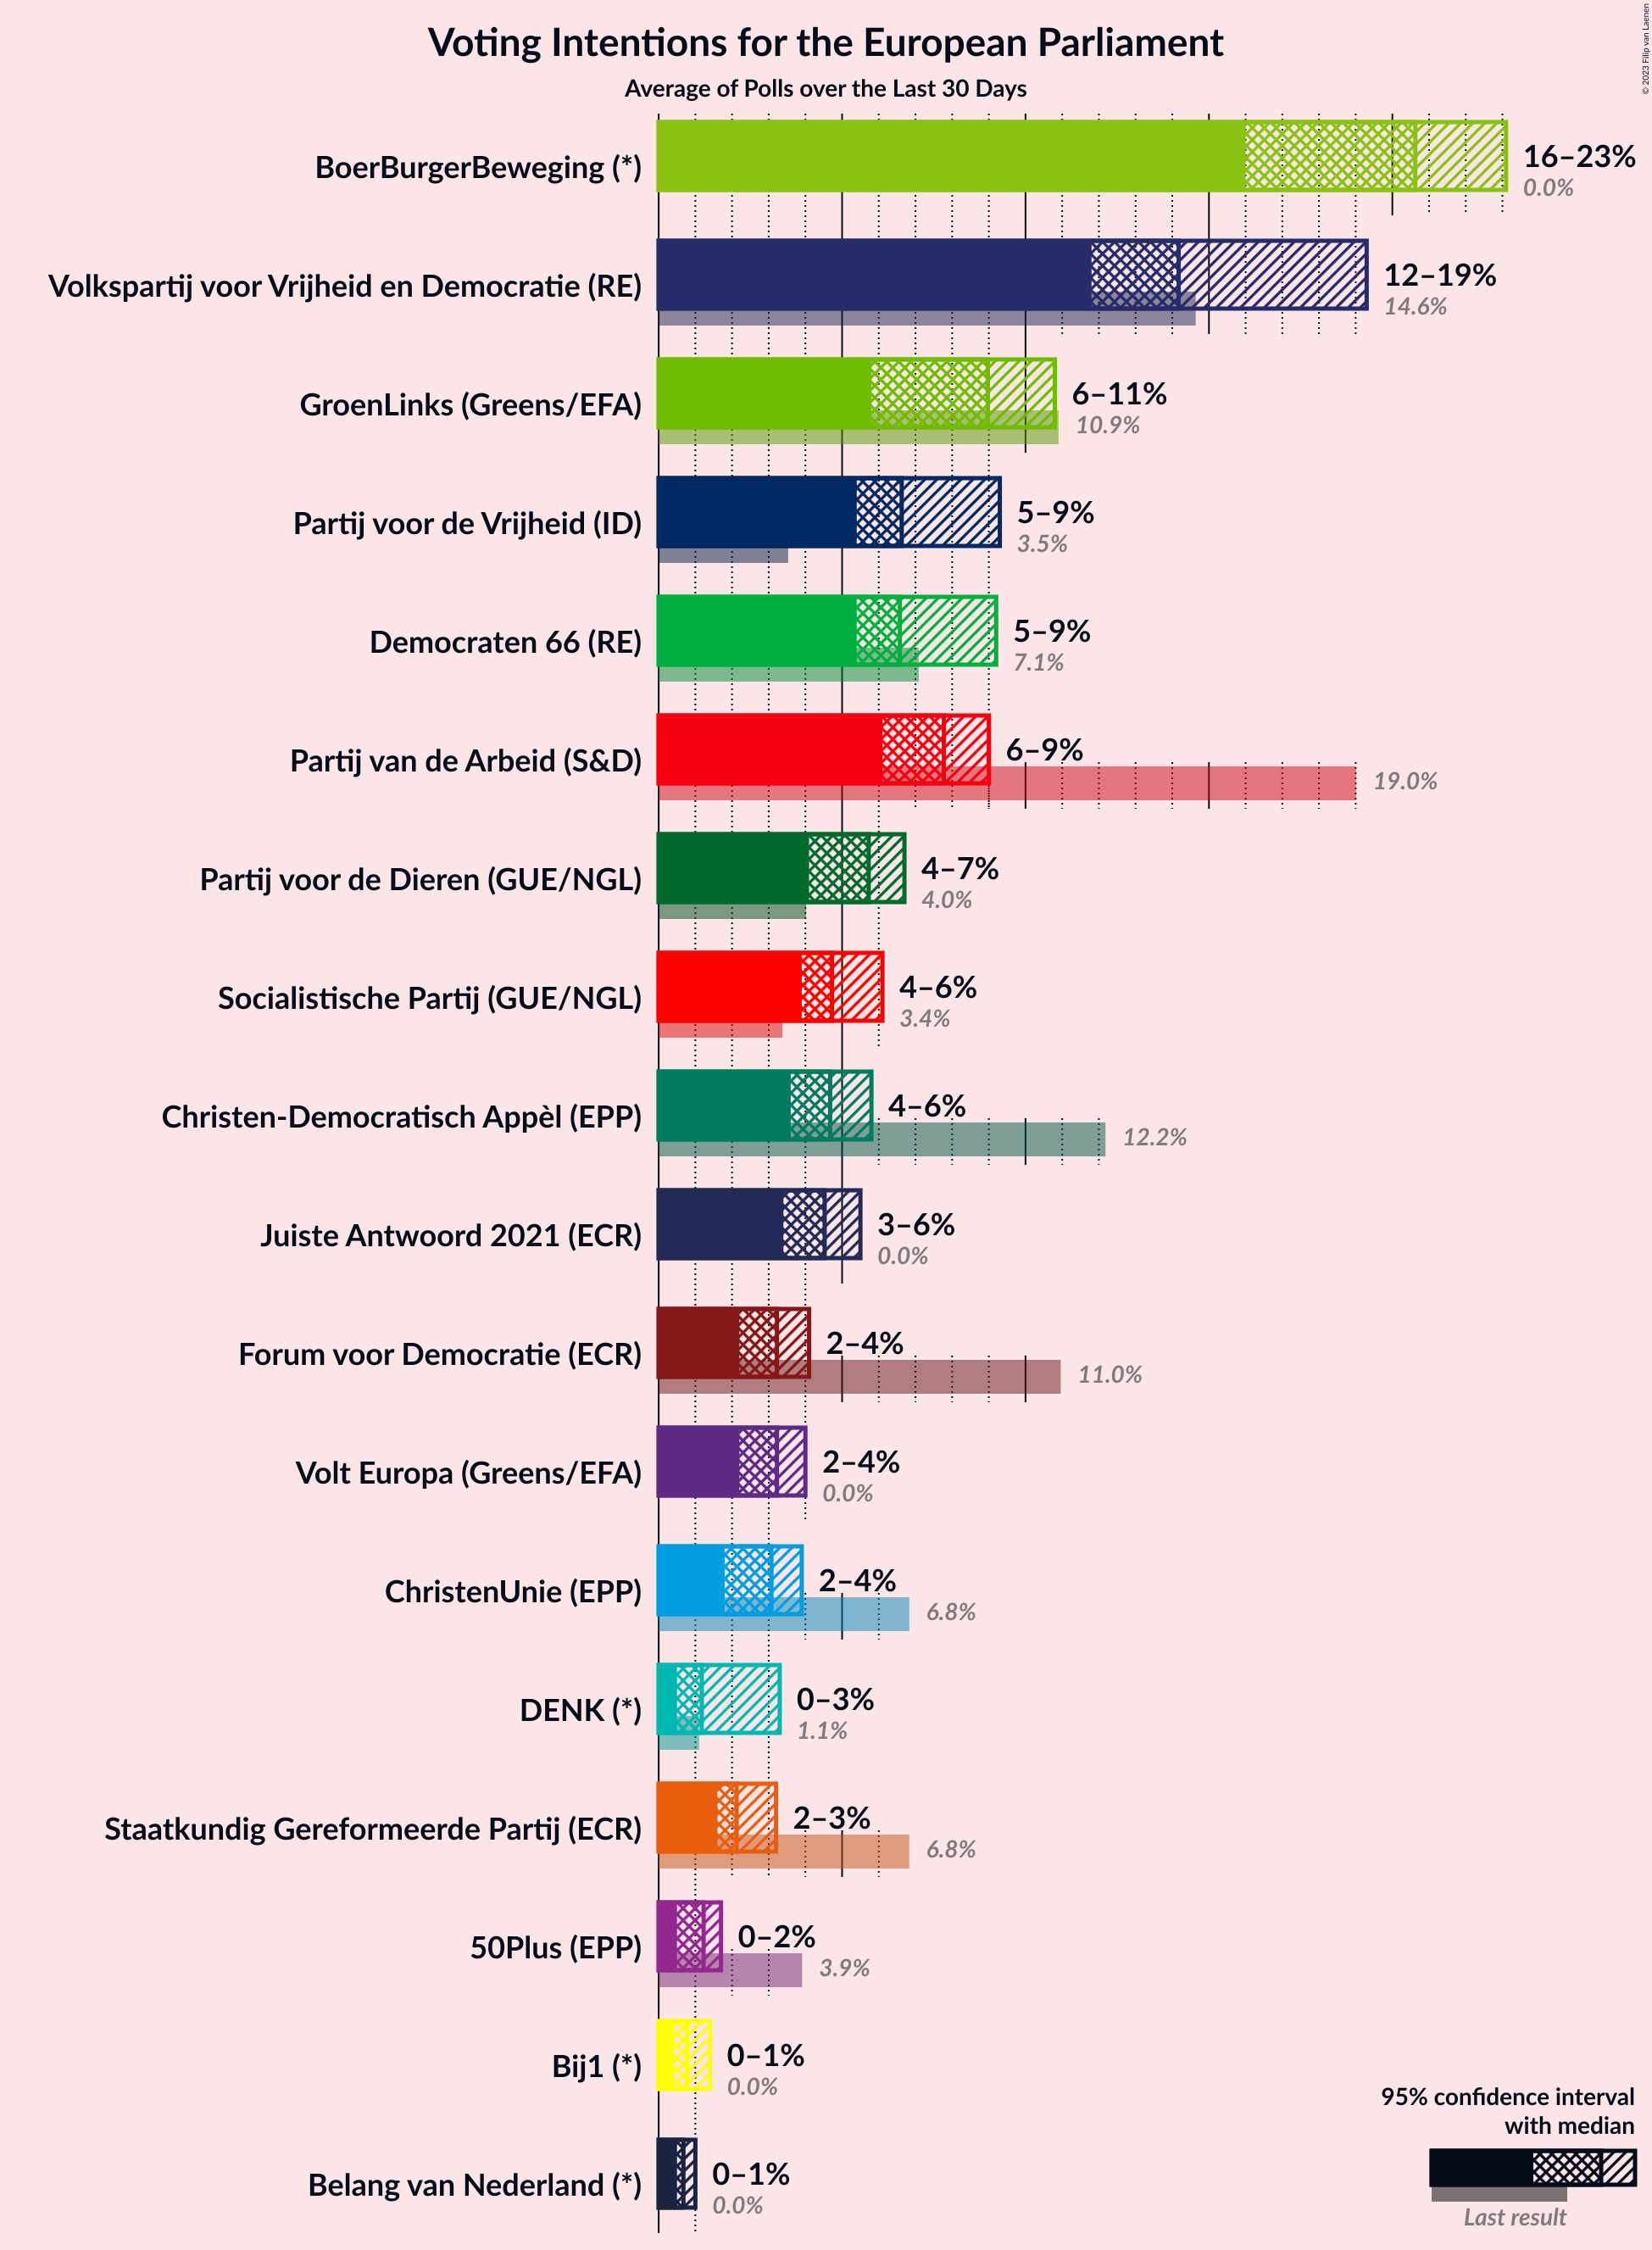 Voting Intentions for the European Parliament
Average of Polls over the Last 30 Days
© 2023 Filip van Laenen
BoerBurgerBeweging (*)
16–23%
0.0%
Volkspartij voor Vrijheid en Democratie (RE)
12–19%
14.6%
GroenLinks (Greens/EFA)
6–11%
10.9%
Partij voor de Vrijheid (ID)
5–9%
3.5%
Democraten 66 (RE)
5–9%
7.1%
Partij van de Arbeid (S&D)
6–9%
19.0%
Partij voor de Dieren (GUE/NGL)
4–7%
4.0%
Socialistische Partij (GUE/NGL)
4–6%
3.4%
Christen-Democratisch Appèl (EPP)
4–6%
12.2%
Juiste Antwoord 2021 (ECR)
3–6%
0.0%
Forum voor Democratie (ECR)
2–4%
11.0%
Volt Europa (Greens/EFA)
2–4%
0.0%
ChristenUnie (EPP)
2–4%
6.8%
DENK (*)
0–3%
1.1%
Staatkundig Gereformeerde Partij (ECR)
2–3%
6.8%
50Plus (EPP)
0–2%
3.9%
Bij1 (*)
0–1%
0.0%
Belang van Nederland (*)
0–1%
0.0%
95% confidence interval
with median
Last result